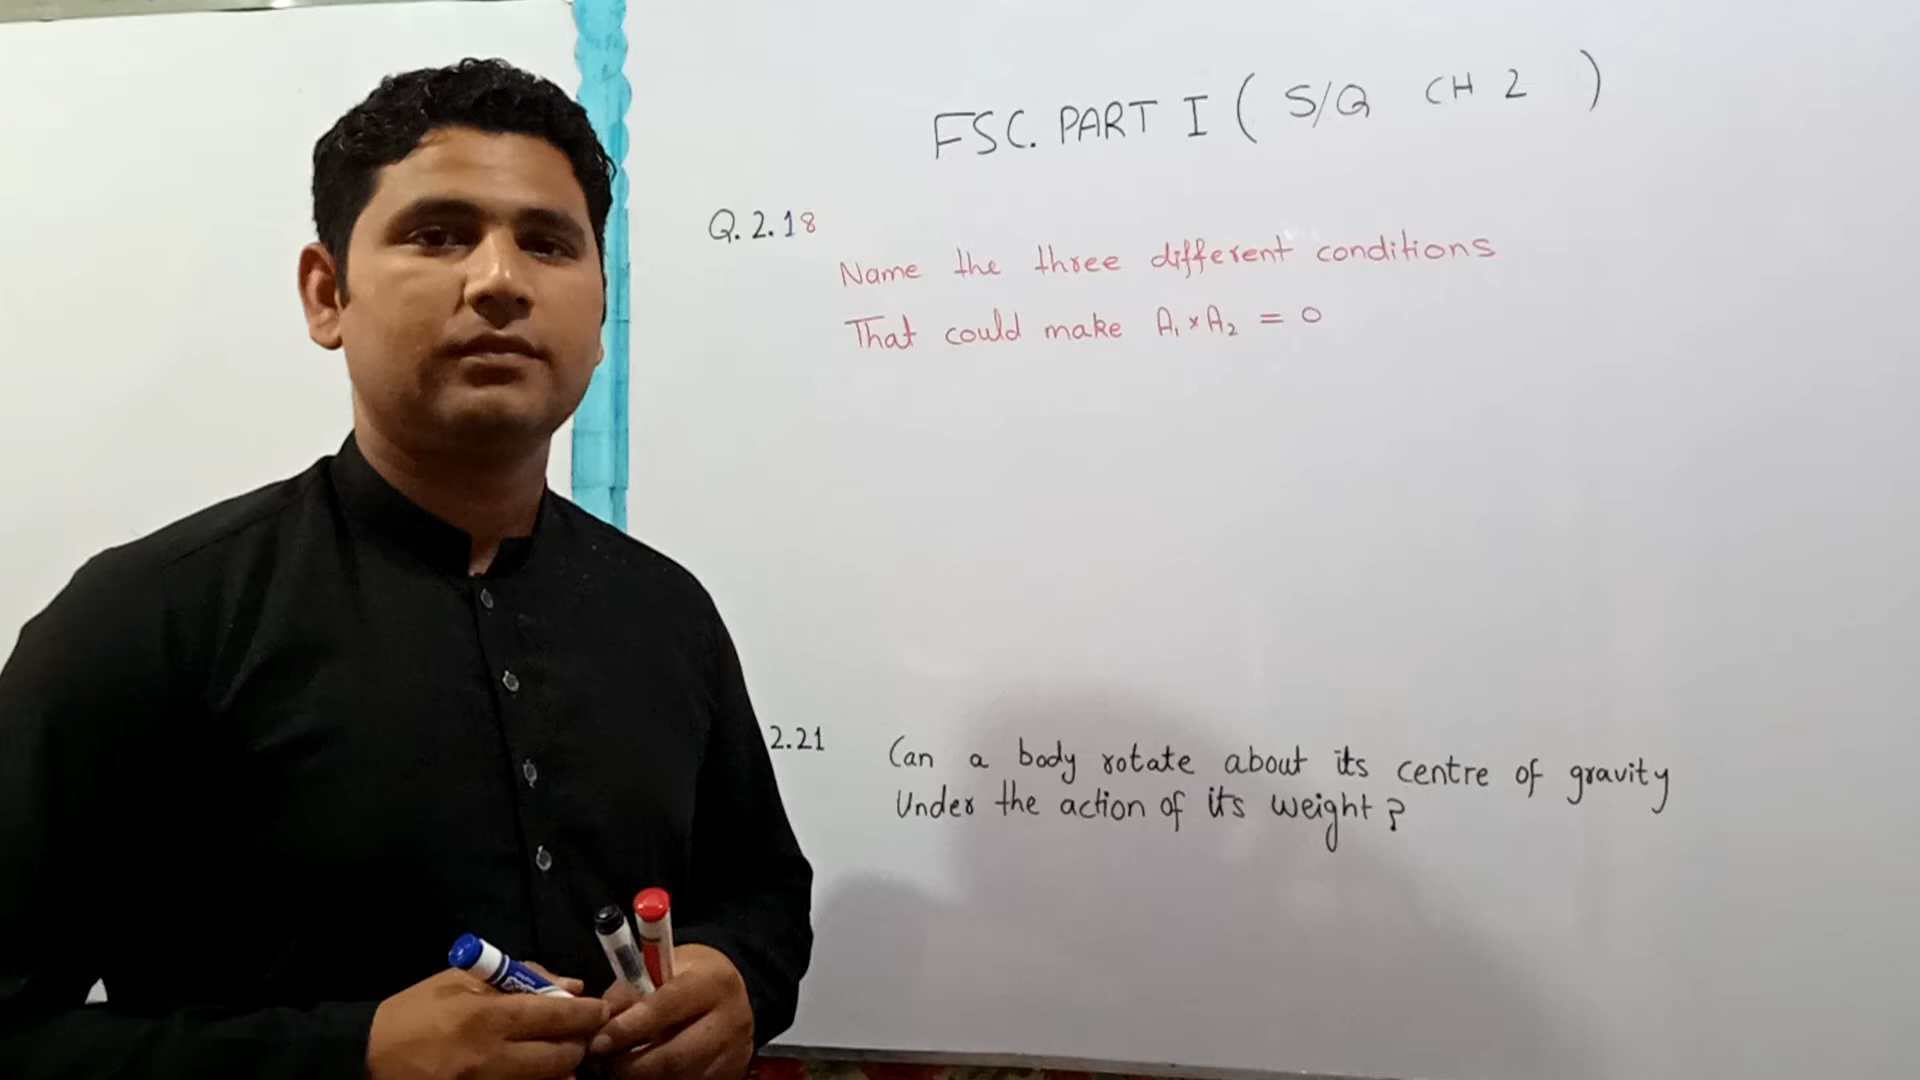 FSC. PART I ( S/Q CH 2 )
Q. 2.18
Name the three different conditions
That could make A₁ × A₂ = 0
2.21
Can a body rotate about its centre of gravity
Under the action of its weight?